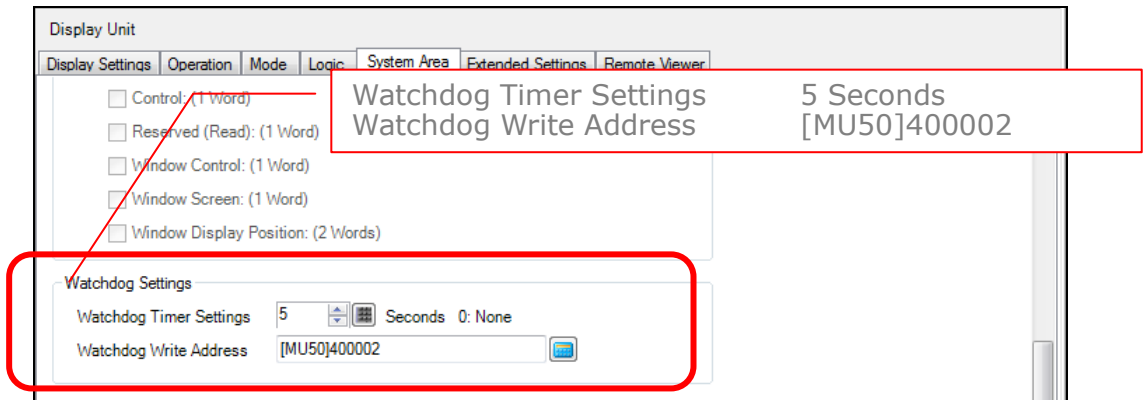 Display Unit
Display Settings Operation Mode Logic System Area Extended Settings Remote Viewer
Control: (1 Word)
Reserved (Read): (1 Word)
Window Control: (1 Word)
Window Screen: (1 Word)
Window Display Position: (2 Words)
Watchdog Timer Settings 5 Seconds
Watchdog Write Address [MU50]400002
Watchdog Settings
Watchdog Timer Settings 5 Seconds 0: None
Watchdog Write Address [MU50]400002